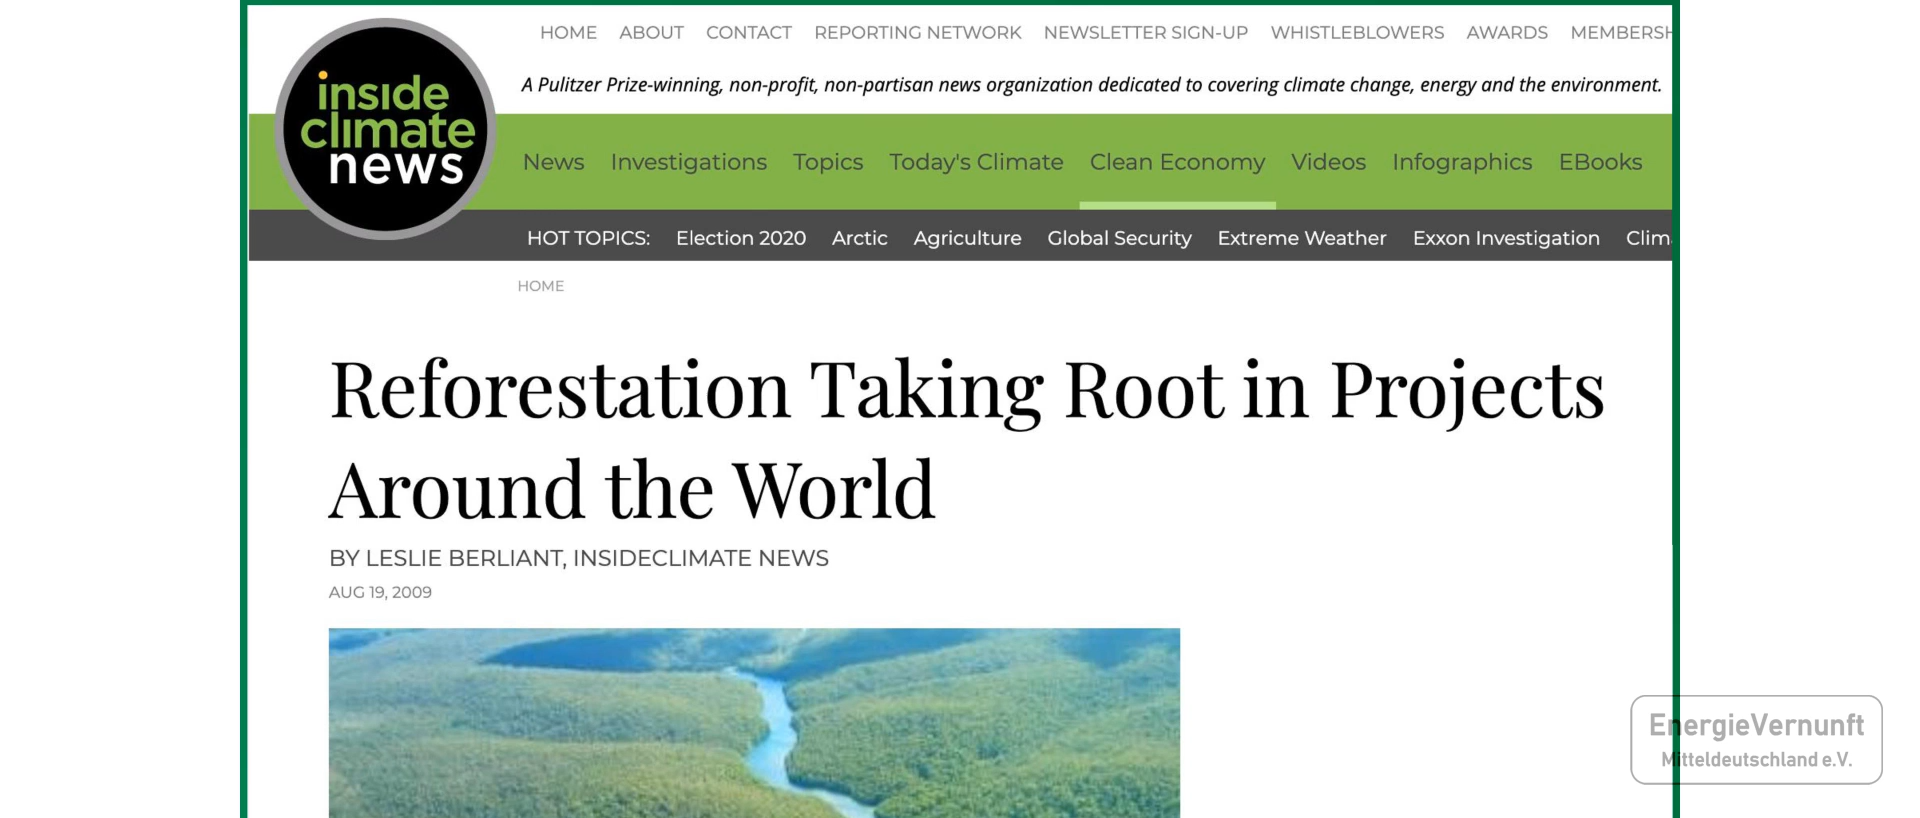 HOME ABOUT CONTACT REPORTING NETWORK NEWSLETTER SIGN-UP WHISTLEBLOWERS AWARDS MEMBERSH
A Pulitzer Prize-winning, non-profit, non-partisan news organization dedicated to covering climate change, energy and the environment.
inside
climate
news
News Investigations Topics Today's Climate Clean Economy Videos Infographics EBooks
HOT TOPICS: Election 2020 Arctic Agriculture Global Security Extreme Weather Exxon Investigation Clim
HOME
Reforestation Taking Root in Projects
Around the World
BY LESLIE BERLIANT, INSIDECLIMATE NEWS
AUG 19, 2009
EnergieVernunft
Mitteldeutschland e.V.